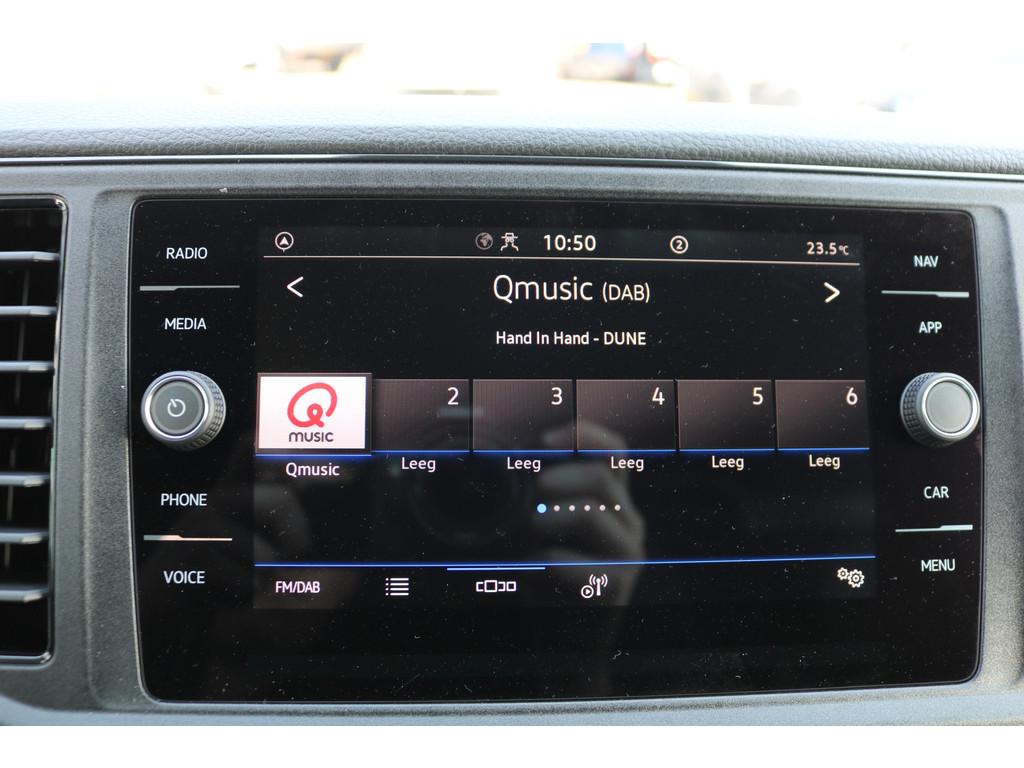 RADIO
MEDIA
PHONE
VOICE
10:50
2
23.5°C
< Qmusic (DAB) >
Hand In Hand - DUNE
Q
MUSIC
2
3
4
5
6
Qmusic
Leeg
Leeg
Leeg
Leeg
Leeg
FM/DAB
NAV
APP
CAR
MENU